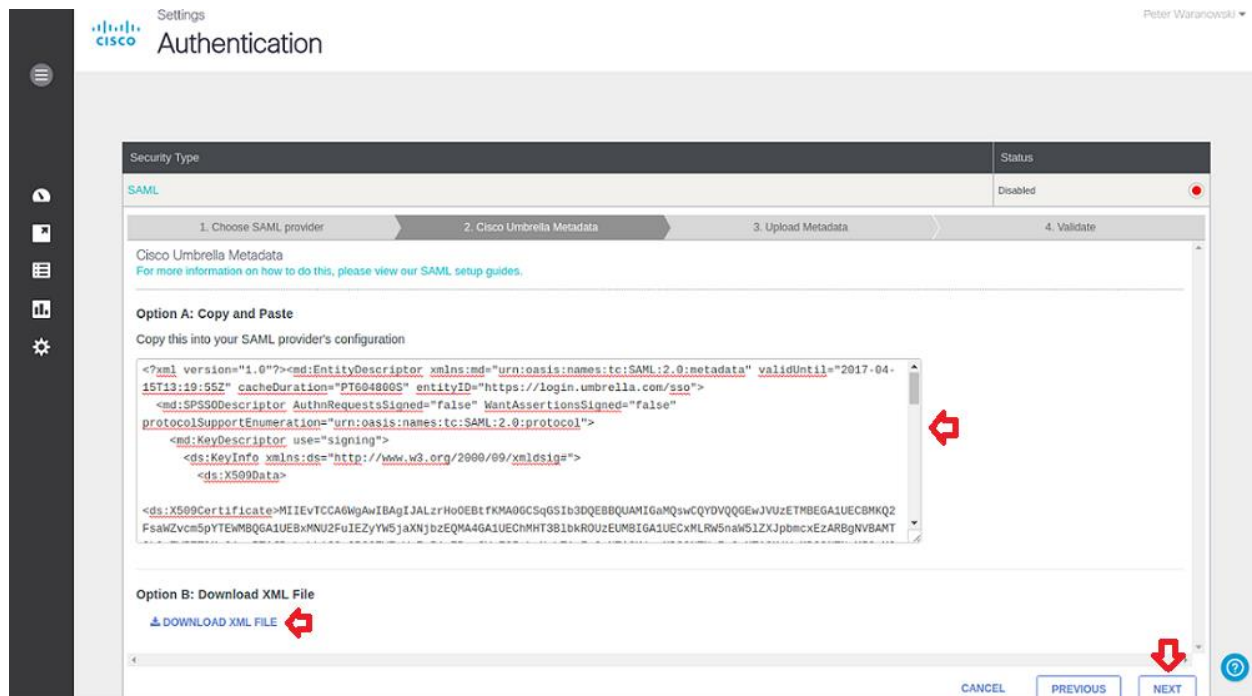 Settings
Peter Waranowski
CISCO
Authentication
Security Type
Status
SAML
Disabled
1. Choose SAML provider
2. Cisco Umbrella Metadata
3. Upload Metadata
4. Validate
Cisco Umbrella Metadata
For more information on how to do this, please view our SAML setup guides.
Option A: Copy and Paste
Copy this into your SAML provider's configuration
<?xml version="1.0"?><md:EntityDescriptor xmlns:md="urn:oasis:names:tc:SAML:2.0:metadata" validUntil="2017-04-
15T13:19:55Z" cacheDuration="PT604800S" entityID="https://login.umbrella.com/sso">
<md:SPSSODescriptor AuthnRequestsSigned="false" WantAssertionsSigned="false"
protocolSupportEnumeration="urn:oasis:names:tc:SAML:2.0:protocol">
<md:KeyDescriptor use="signing">
<ds:KeyInfo xmlns:ds="http://www.w3.org/2000/09/xmldsig#">
<ds:X509Data>
Option B: Download XML File
DOWNLOAD XML FILE
CANCEL
PREVIOUS
NEXT